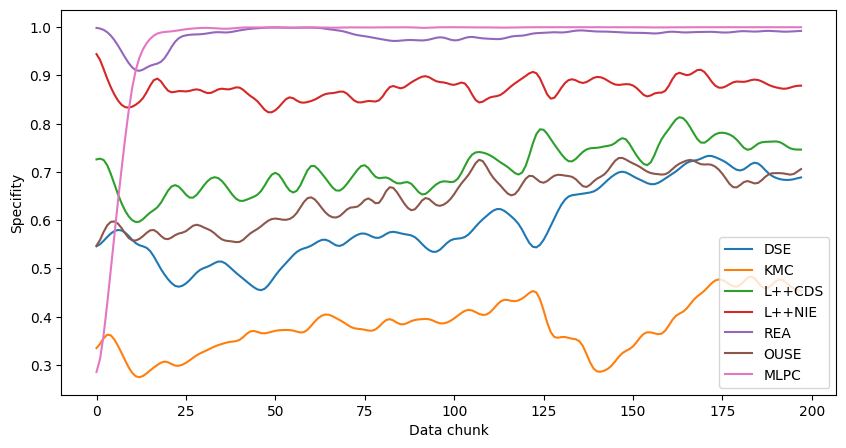 1.0
0.9
0.8
0.7
0.6
0.5
0.4
0.3
Specifity
0
25
50
75
100
125
150
175
200
Data chunk
DSE
KMC
L++CDS
L++NIE
REA
OUSE
MLPC